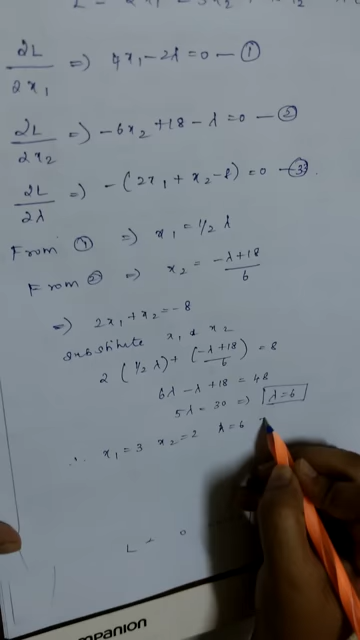 ∂L/∂x₁ => 4x₁ - 2λ = 0 — ①
∂L/∂x₂ => -6x₂ + 18 - λ = 0 — ②
∂L/∂λ => -(2x₁ + x₂ - 8) = 0 — ③
From ① => x₁ = ½ λ
From ② => x₂ = (-λ+18)/6
=> 2x₁ + x₂ = -8
Substitute x₁ & x₂
2 (½ λ) + (-λ+18)/6 = 8
6λ - λ + 18 = 48
5λ = 30 => λ = 6
∴ x₁ = 3 x₂ = 2 λ = 6